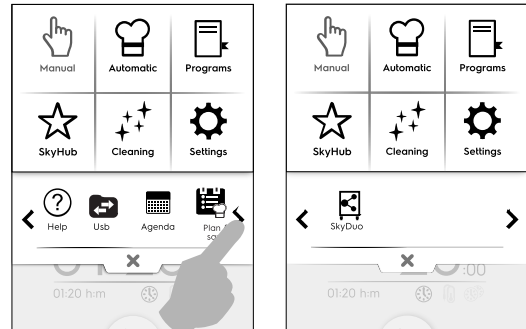 Manual Automatic Programs
SkyHub Cleaning Settings
Help Usb Agenda Plan
01:20 h:m
Manual Automatic Programs
SkyHub Cleaning Settings
SkyDuo
:00
01:20 h:m